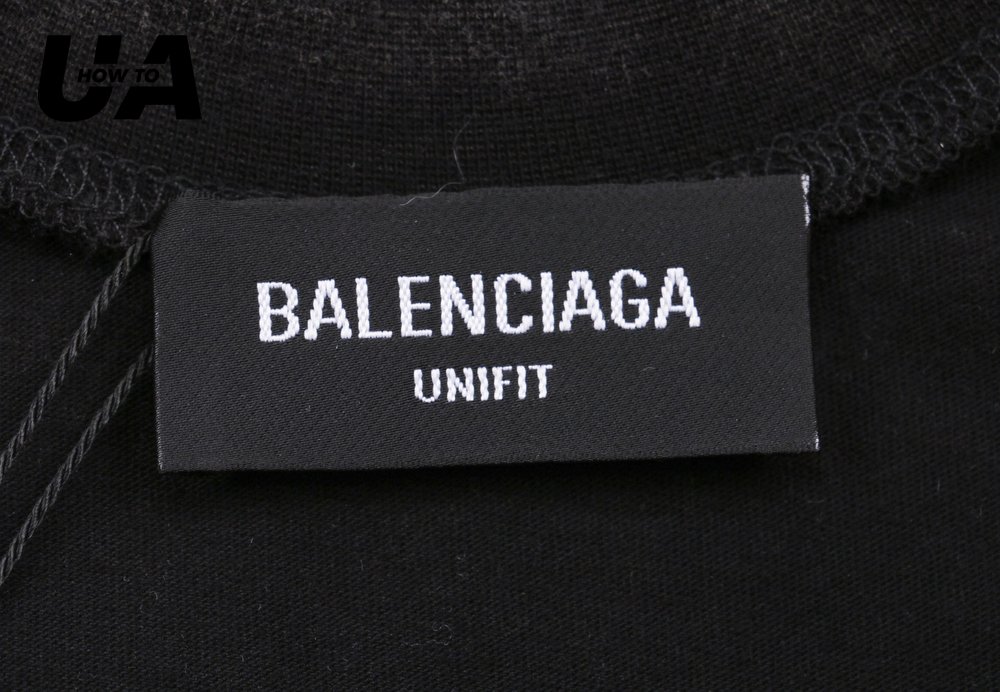 UA
HOW TO
BALENCIAGA
UNIFIT